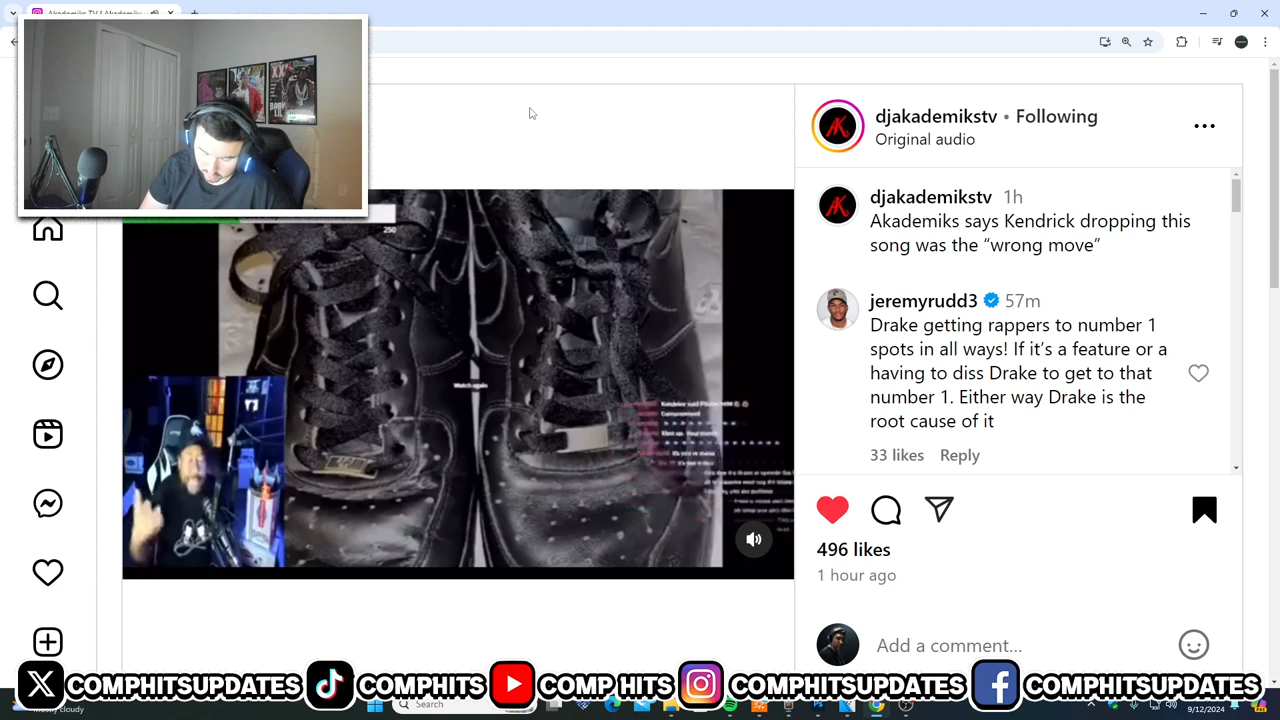 djakademikstv • Following
Original audio
djakademikstv 1h
Akademiks says Kendrick dropping this
song was the “wrong move”
jeremyrudd3 57m
Drake getting rappers to number 1
spots in all ways! If it’s a feature or a
having to diss Drake to get to that
number 1. Either way Drake is the
root cause of it
33 likes Reply
250
Watch again
496 likes
1 hour ago
Add a comment…
COMPHITSUPDATES
COMPHITS
COMP HITS
COMPHITSUPDATES
COMPHITSUPDATES
Search
9/12/2024